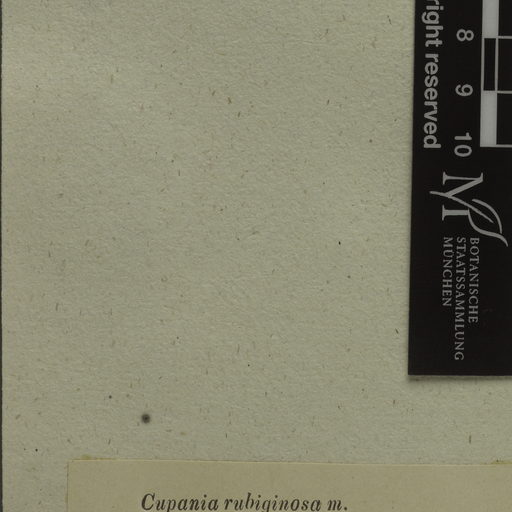 right reserved
8
9
10
M
BOTANISCHE
STAATSSAMMLUNG
MÜNCHEN
Cupania rubiginosa m.